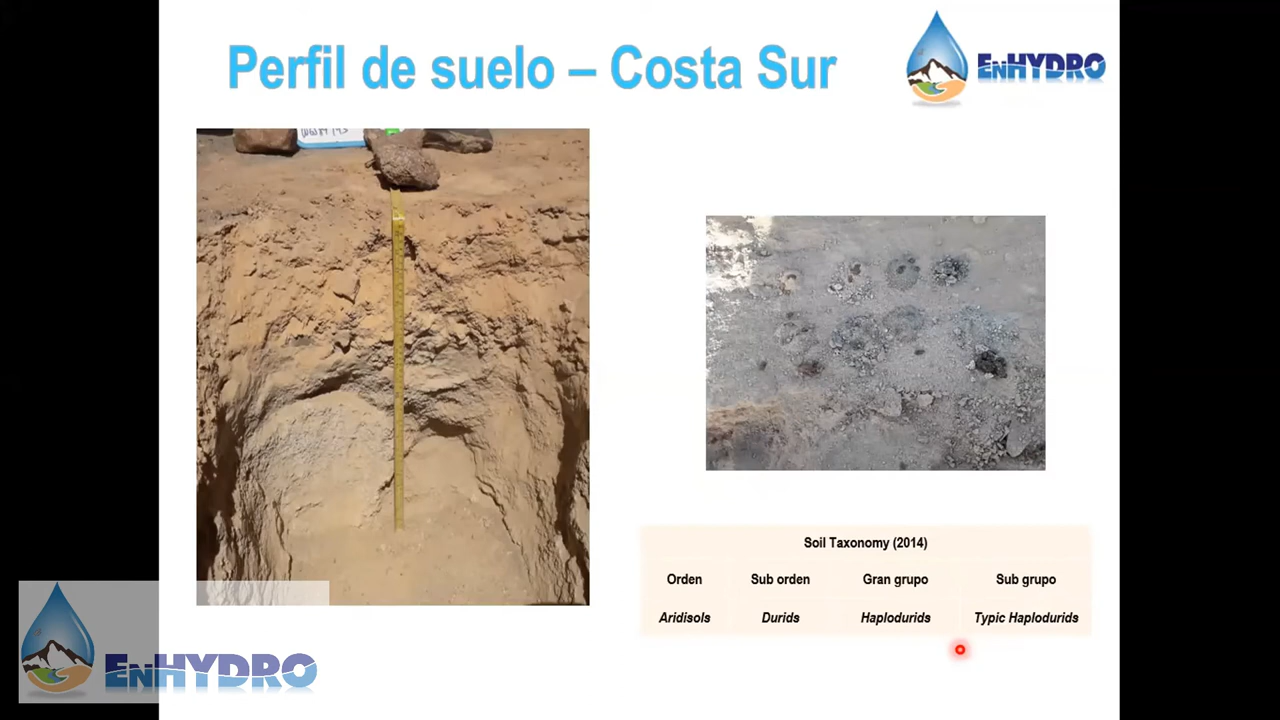 Perfil de suelo – Costa Sur
ENHYDRO
Soil Taxonomy (2014)
Orden Sub orden Gran grupo Sub grupo
Aridisols Durids Haplodurids Typic Haplodurids
ENHYDRO